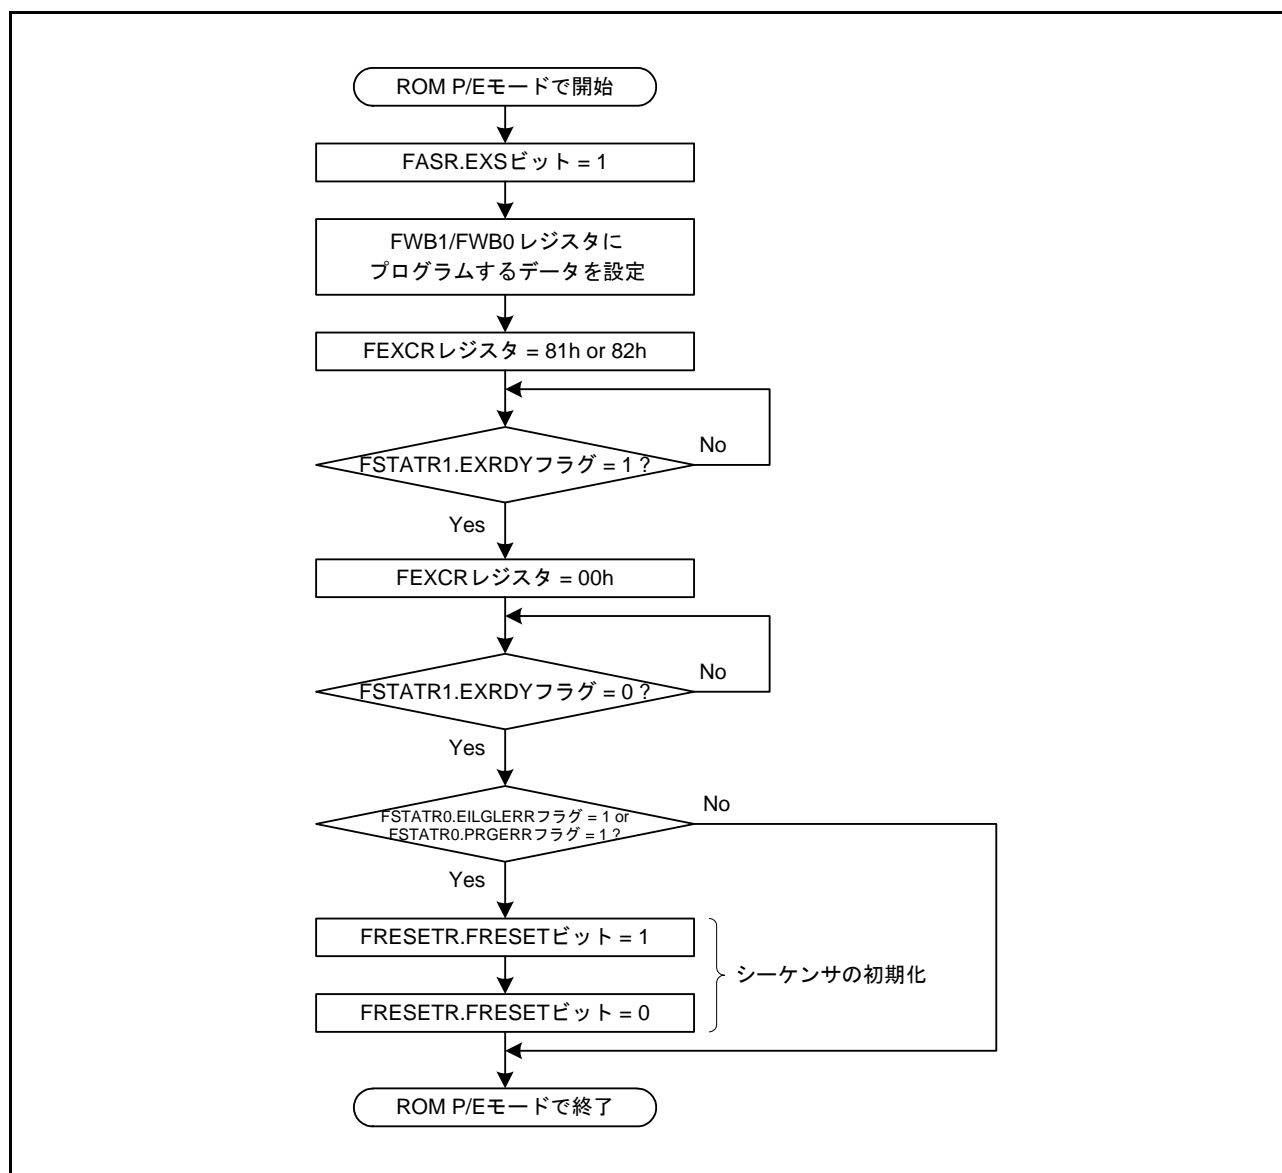 ROM P/Eモードで開始
FASR.EXSビット = 1
FWB1/FWB0 レジスタに
プログラムするデータを設定
FEXCRレジスタ = 81h or 82h
FSTATR1.EXRDYフラグ = 1 ?
No
Yes
FEXCRレジスタ = 00h
FSTATR1.EXRDYフラグ = 0 ?
No
Yes
FSTATR0.EILGLERRフラグ = 1 or
FSTATR0.PRGERRフラグ = 1 ?
No
Yes
FRESETR.FRESETビット = 1
シーケンサの初期化
FRESETR.FRESETビット = 0
ROM P/Eモードで終了